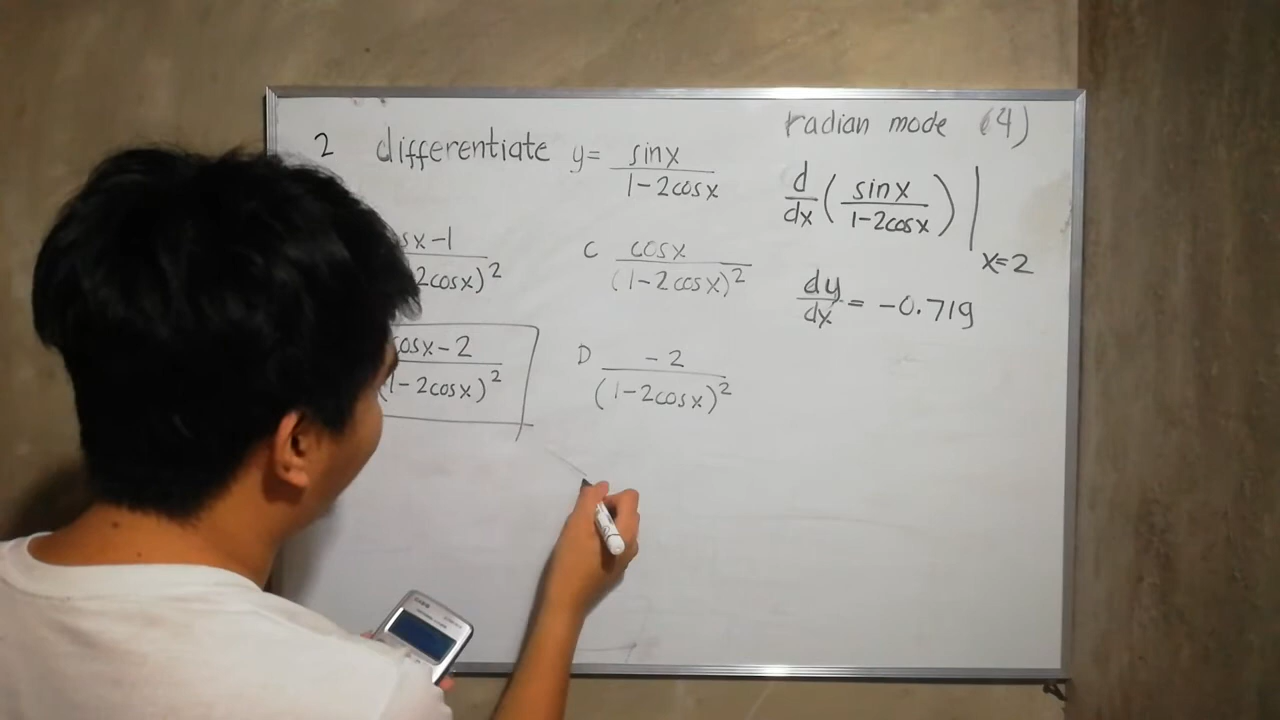 2 differentiate y= sinx
1-2cosx
radian mode (4)
d
dx
( sinx
1-2cosx ) |
x=2
sx-1
2cosx)²
C cosx
(1-2cosx)²
dy
dx = -0.719
cosx-2
(1-2cosx)²
D -2
(1-2cosx)²